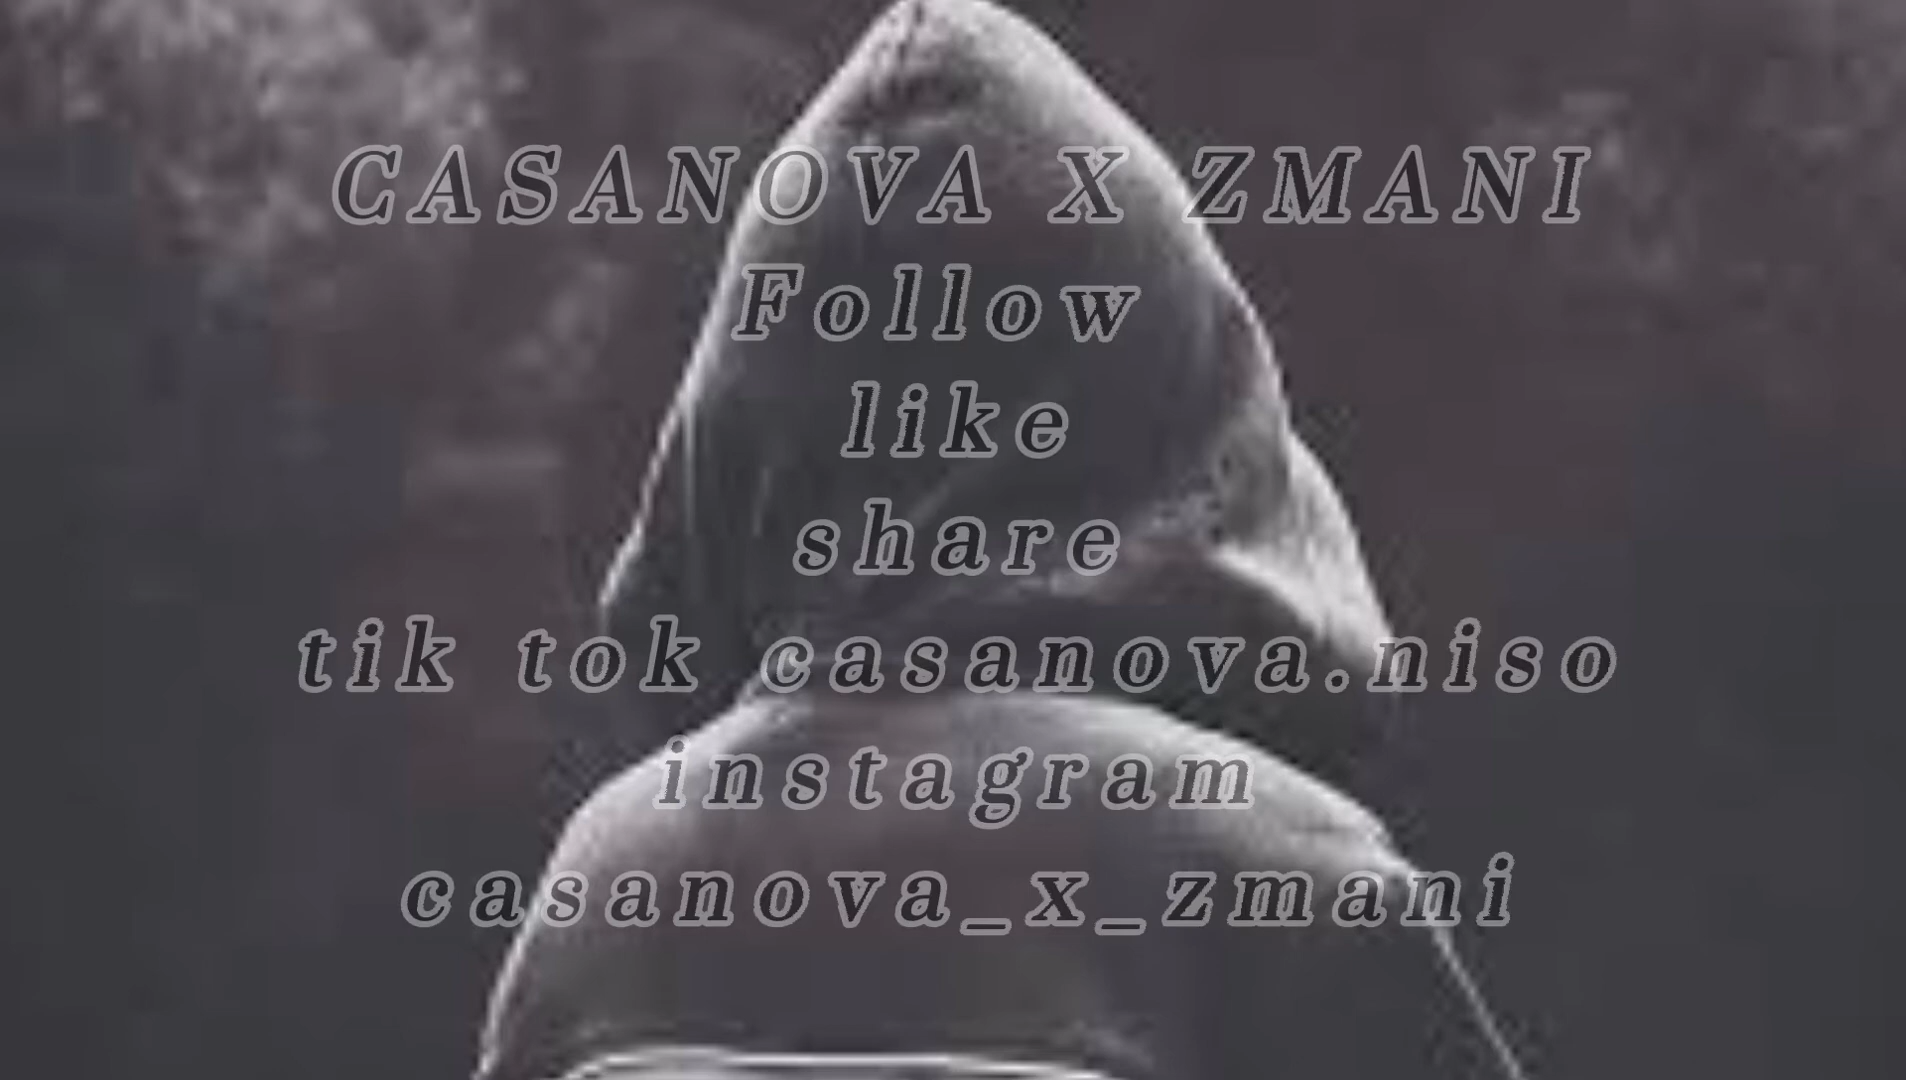 CASANOVA X ZMANI
Follow
like
share
tik tok casanova.niso
instagram
casanova_x_zmani